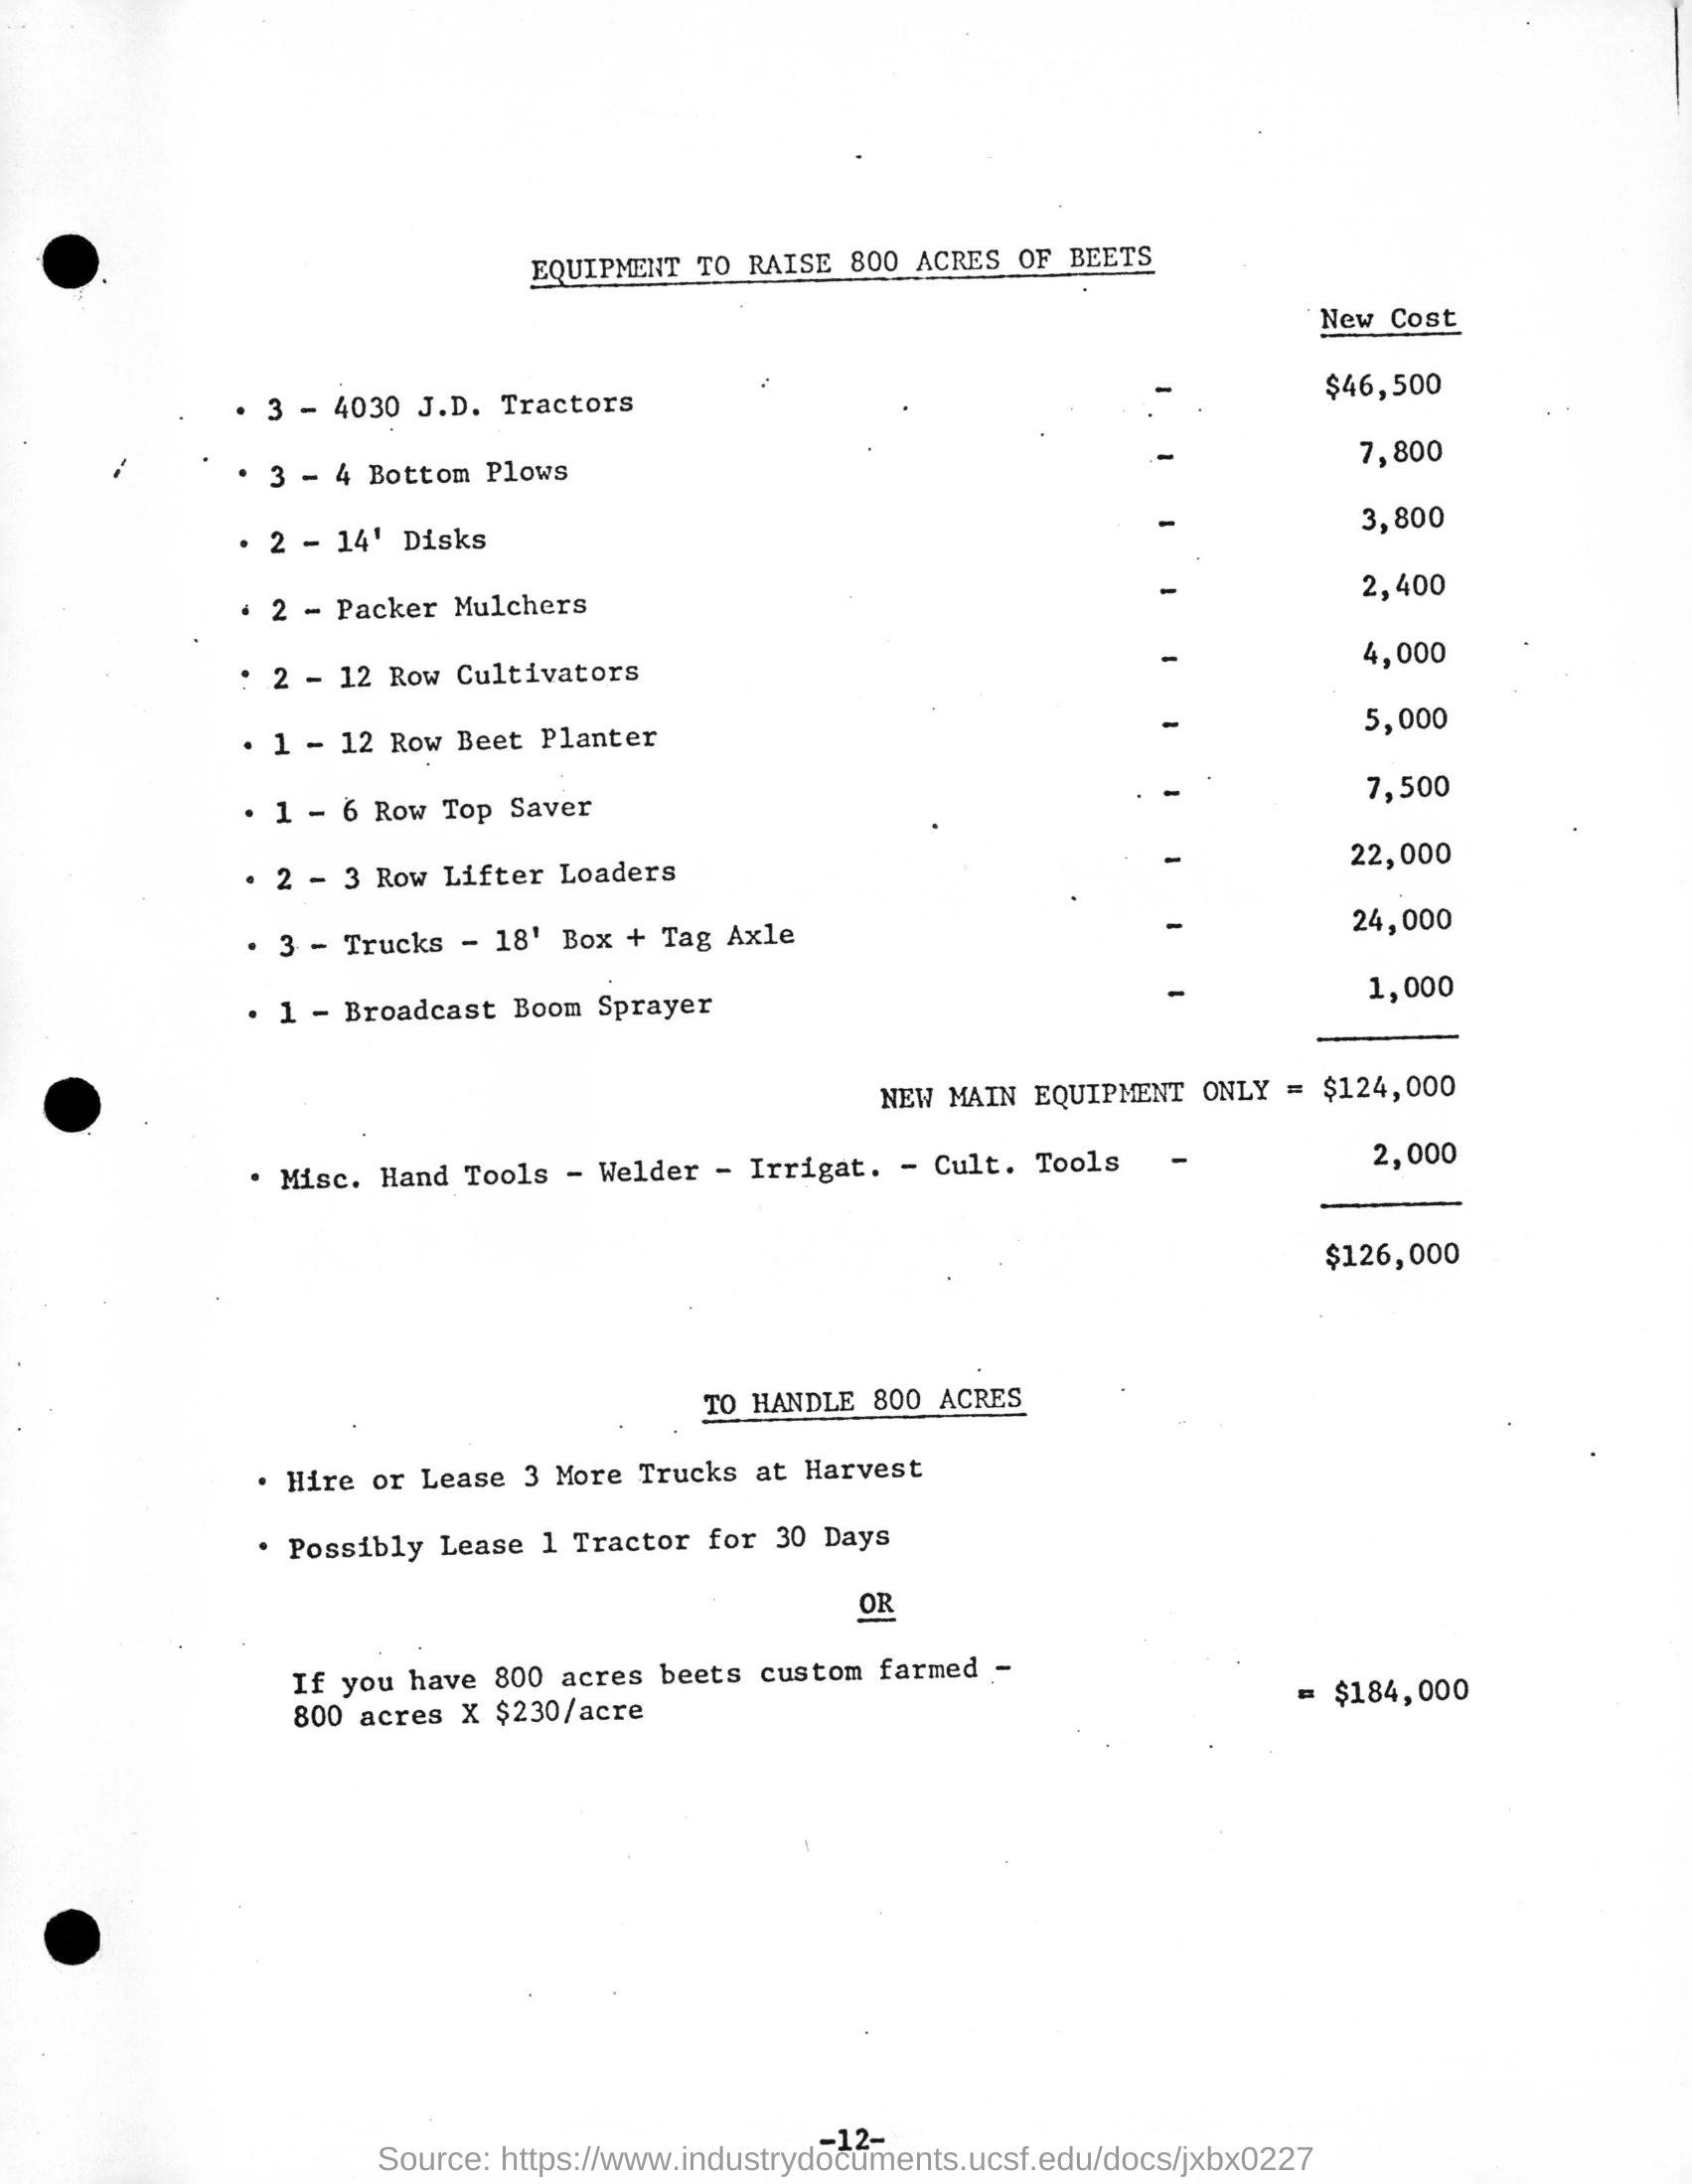 EQUIPMENT TO RAISE 800 ACRES OF BEETS
New Cost
• 3 - 4030 J.D. Tractors - $46,500
• 3 - 4 Bottom Plows - 7,800
• 2 - 14' Disks - 3,800
• 2 - Packer Mulchers - 2,400
• 2 - 12 Row Cultivators - 4,000
• 1 - 12 Row Beet Planter - 5,000
• 1 - 6 Row Top Saver - 7,500
• 2 - 3 Row Lifter Loaders - 22,000
• 3 - Trucks - 18' Box + Tag Axle - 24,000
• 1 - Broadcast Boom Sprayer - 1,000
NEW MAIN EQUIPMENT ONLY = $124,000
• Misc. Hand Tools - Welder - Irrigat. - Cult. Tools - 2,000
$126,000
TO HANDLE 800 ACRES
• Hire or Lease 3 More Trucks at Harvest
• Possibly Lease 1 Tractor for 30 Days
OR
If you have 800 acres beets custom farmed -
800 acres X $230/acre = $184,000
-12-
Source: https://www.industrydocuments.ucsf.edu/docs/jxbx0227